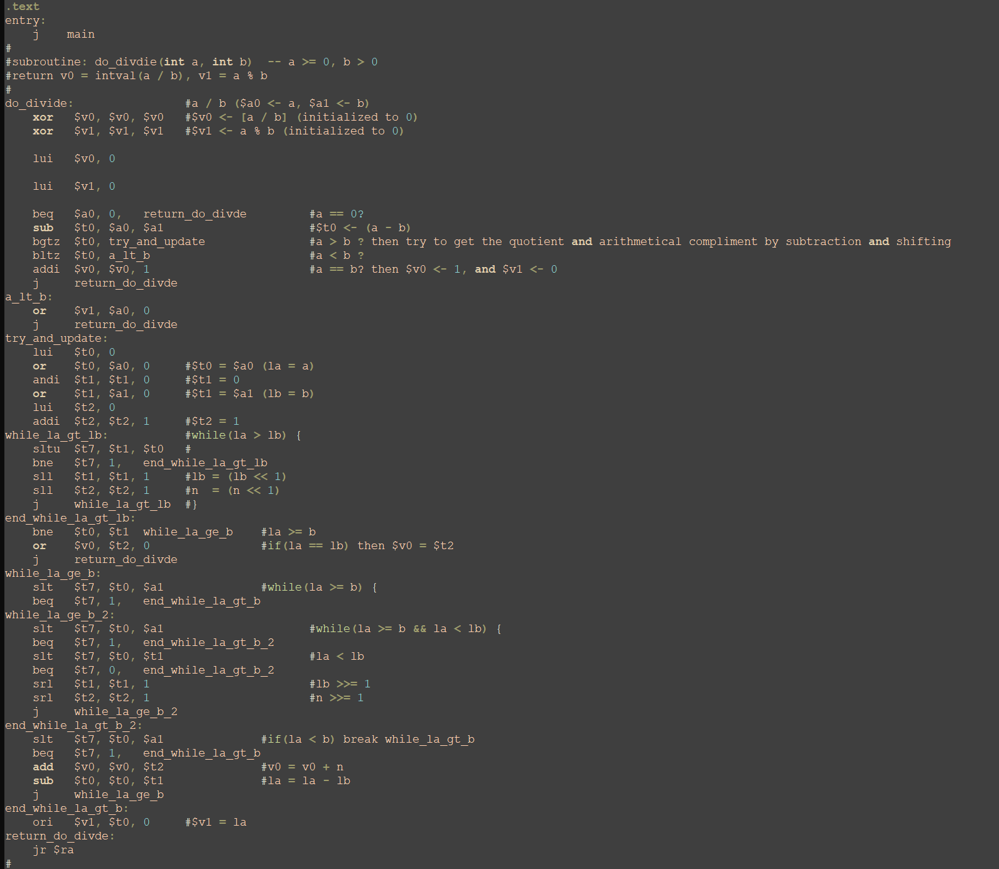 .text
entry:
    j    main
#
#subroutine: do_divdie(int a, int b)  -- a >= 0, b > 0
#return v0 = intval(a / b), v1 = a % b
#
do_divide:                #a / b ($a0 <- a, $a1 <- b)
    xor   $v0, $v0, $v0   #$v0 <- [a / b] (initialized to 0)
    xor   $v1, $v1, $v1   #$v1 <- a % b (initialized to 0)

    lui   $v0, 0

    lui   $v1, 0

    beq   $a0, 0,   return_do_divde         #a == 0?
    sub   $t0, $a0, $a1                     #$t0 <- (a - b)
    bgtz  $t0, try_and_update               #a > b ? then try to get the quotient and arithmetical compliment by subtraction and shifting
    bltz  $t0, a_lt_b                       #a < b ?
    addi  $v0, $v0, 1                       #a == b? then $v0 <- 1, and $v1 <- 0
    j     return_do_divde
a_lt_b:
    or    $v1, $a0, 0
    j     return_do_divde
try_and_update:
    lui   $t0, 0
    or    $t0, $a0, 0     #$t0 = $a0 (la = a)
    andi  $t1, $t1, 0     #$t1 = 0
    or    $t1, $a1, 0     #$t1 = $a1 (lb = b)
    lui   $t2, 0
    addi  $t2, $t2, 1     #$t2 = 1
while_la_gt_lb:           #while(la > lb) {
    sltu  $t7, $t1, $t0   #
    bne   $t7, 1,   end_while_la_gt_lb
    sll   $t1, $t1, 1     #lb = (lb << 1)
    sll   $t2, $t2, 1     #n  = (n << 1)
    j     while_la_gt_lb  #}
end_while_la_gt_lb:
    bne   $t0, $t1  while_la_ge_b    #la >= b
    or    $v0, $t2, 0                #if(la == lb) then $v0 = $t2
    j     return_do_divde
while_la_ge_b:
    slt   $t7, $t0, $a1              #while(la >= b) {
    beq   $t7, 1,   end_while_la_gt_b
while_la_ge_b_2:
    slt   $t7, $t0, $a1                     #while(la >= b && la < lb) {
    beq   $t7, 1,   end_while_la_gt_b_2
    slt   $t7, $t0, $t1                     #la < lb
    beq   $t7, 0,   end_while_la_gt_b_2
    srl   $t1, $t1, 1                       #lb >>= 1
    srl   $t2, $t2, 1                       #n >>= 1
    j     while_la_ge_b_2
end_while_la_gt_b_2:
    slt   $t7, $t0, $a1              #if(la < b) break while_la_gt_b
    beq   $t7, 1,   end_while_la_gt_b
    add   $v0, $v0, $t2              #v0 = v0 + n
    sub   $t0, $t0, $t1              #la = la - lb
    j     while_la_ge_b
end_while_la_gt_b:
    ori   $v1, $t0, 0     #$v1 = la
return_do_divde:
    jr $ra
#